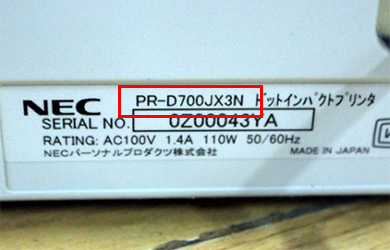 NEC PR-D700JX3N ドットインパクトプリンタ
SERIAL NO. 0Z00043YA
RATING: AC100V 1.4A 110W 50/60Hz
NECパーソナルプロダクツ株式会社 MADE IN JAPAN